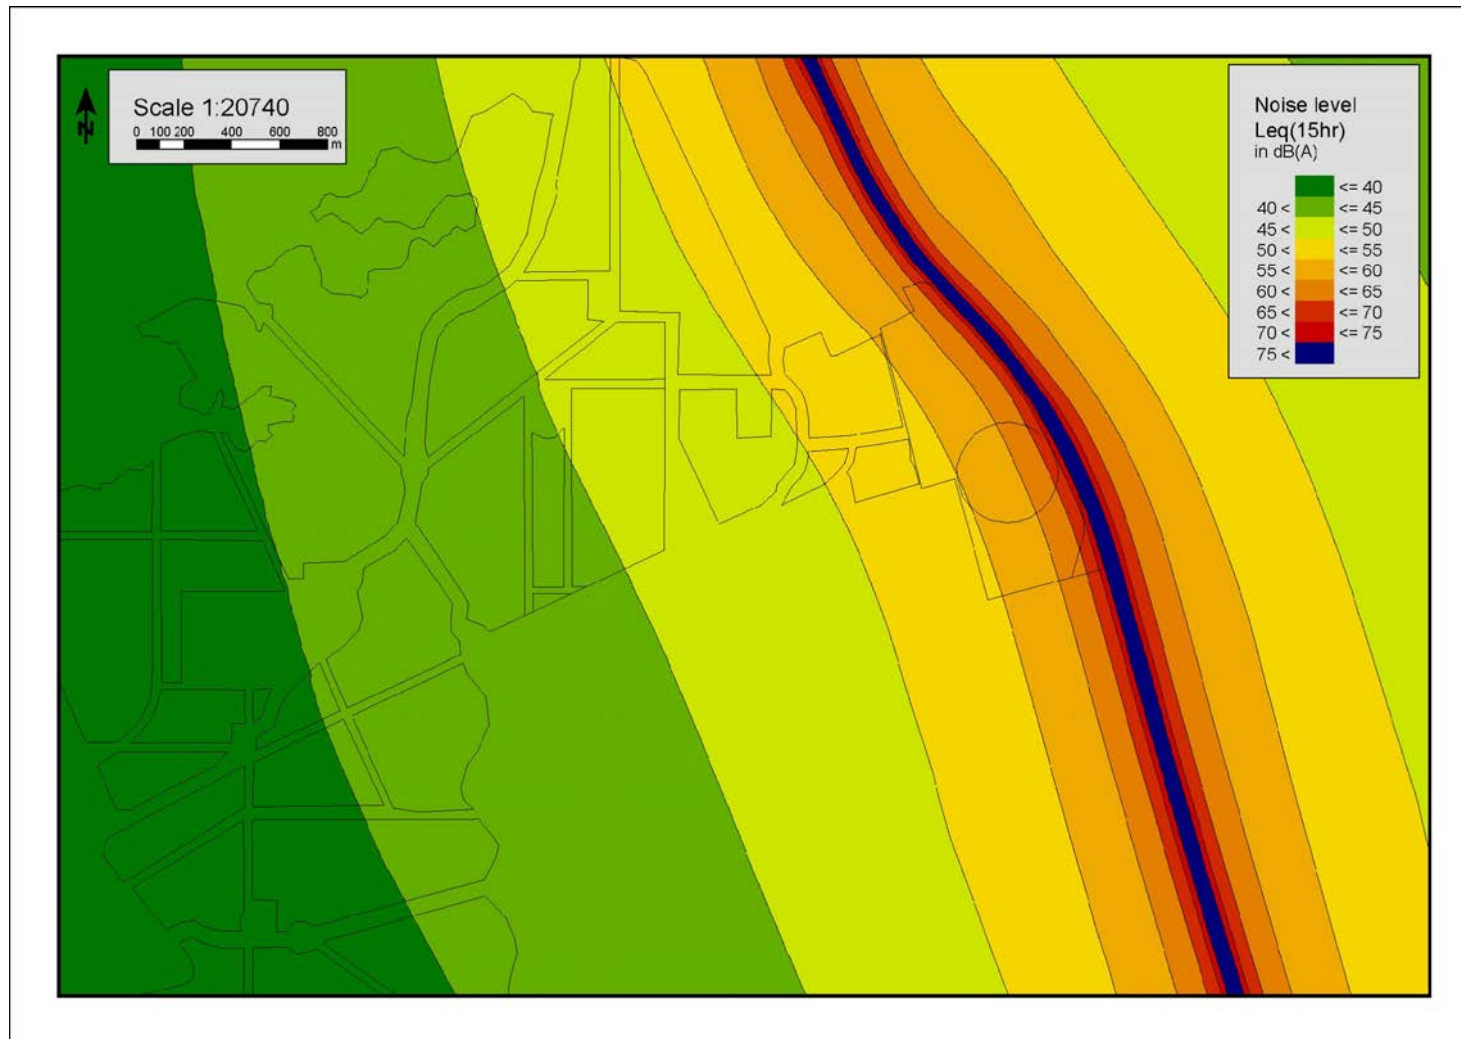 N
Scale 1:20740
0 100 200 400 600 800
m
Noise level
Leq(15hr)
in dB(A)
<= 40
40 < <= 45
45 < <= 50
50 < <= 55
55 < <= 60
60 < <= 65
65 < <= 70
70 < <= 75
75 <